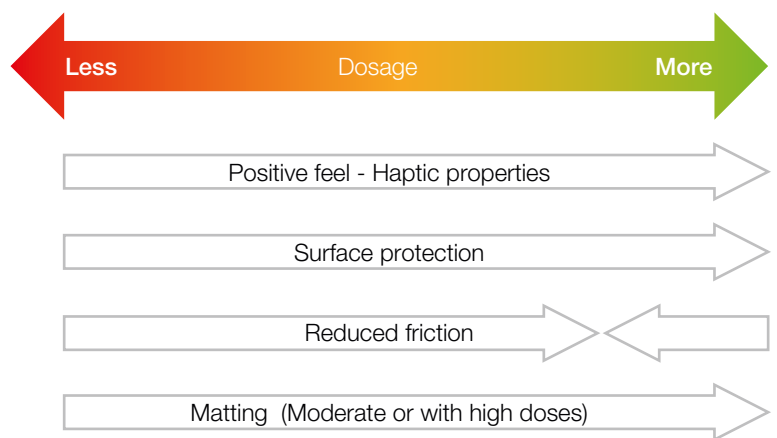 Less Dosage More
Positive feel - Haptic properties
Surface protection
Reduced friction
Matting (Moderate or with high doses)